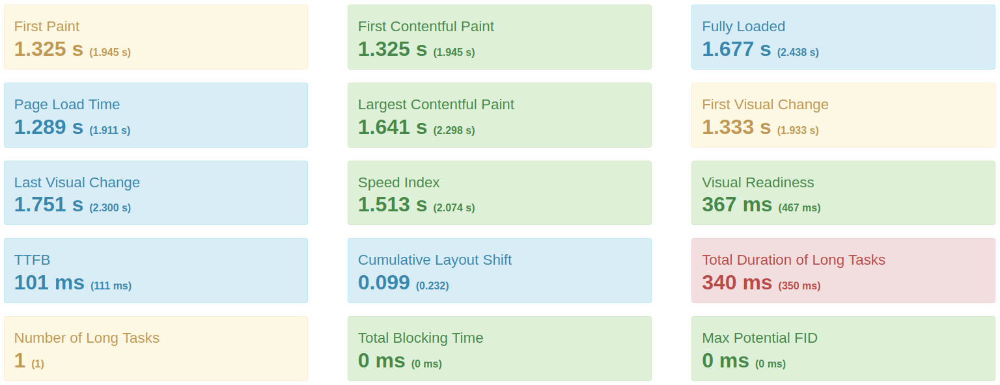 First Paint
1.325 s (1.945 s)
First Contentful Paint
1.325 s (1.945 s)
Fully Loaded
1.677 s (2.438 s)
Page Load Time
1.289 s (1.911 s)
Largest Contentful Paint
1.641 s (2.298 s)
First Visual Change
1.333 s (1.933 s)
Last Visual Change
1.751 s (2.300 s)
Speed Index
1.513 s (2.074 s)
Visual Readiness
367 ms (467 ms)
TTFB
101 ms (111 ms)
Cumulative Layout Shift
0.099 (0.232)
Total Duration of Long Tasks
340 ms (350 ms)
Number of Long Tasks
1 (1)
Total Blocking Time
0 ms (0 ms)
Max Potential FID
0 ms (0 ms)